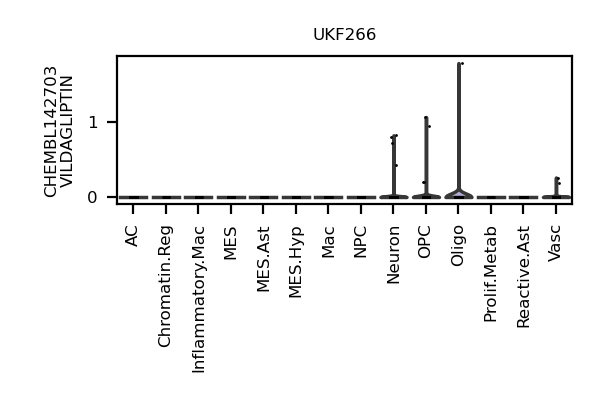 UKF266
CHEMBL142703
VILDAGLIPTIN
1
0
AC
Chromatin.Reg
Inflammatory.Mac
MES
MES.Ast
MES.Hyp
Mac
NPC
Neuron
OPC
Oligo
Prolif.Metab
Reactive.Ast
Vasc